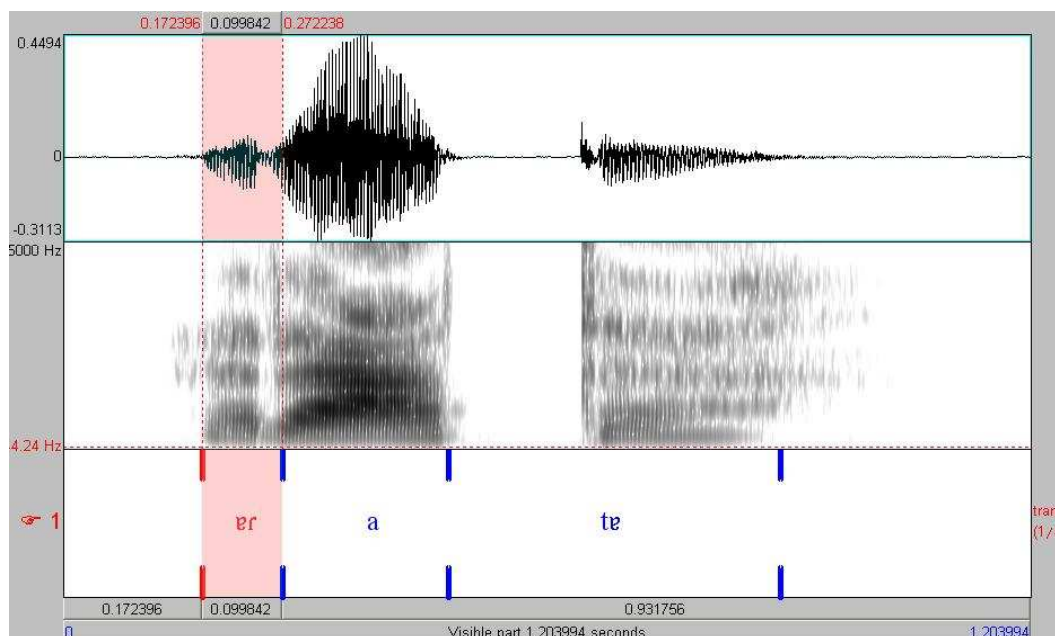 0.172396 0.099842 0.272238
0.4494
0
-0.3113
5000 Hz
4.24 Hz
☞ 1 ɐɾ ɐ tɐ
0.172396 0.099842 0.931756
0 Visible part 1.203994 seconds 1.203994